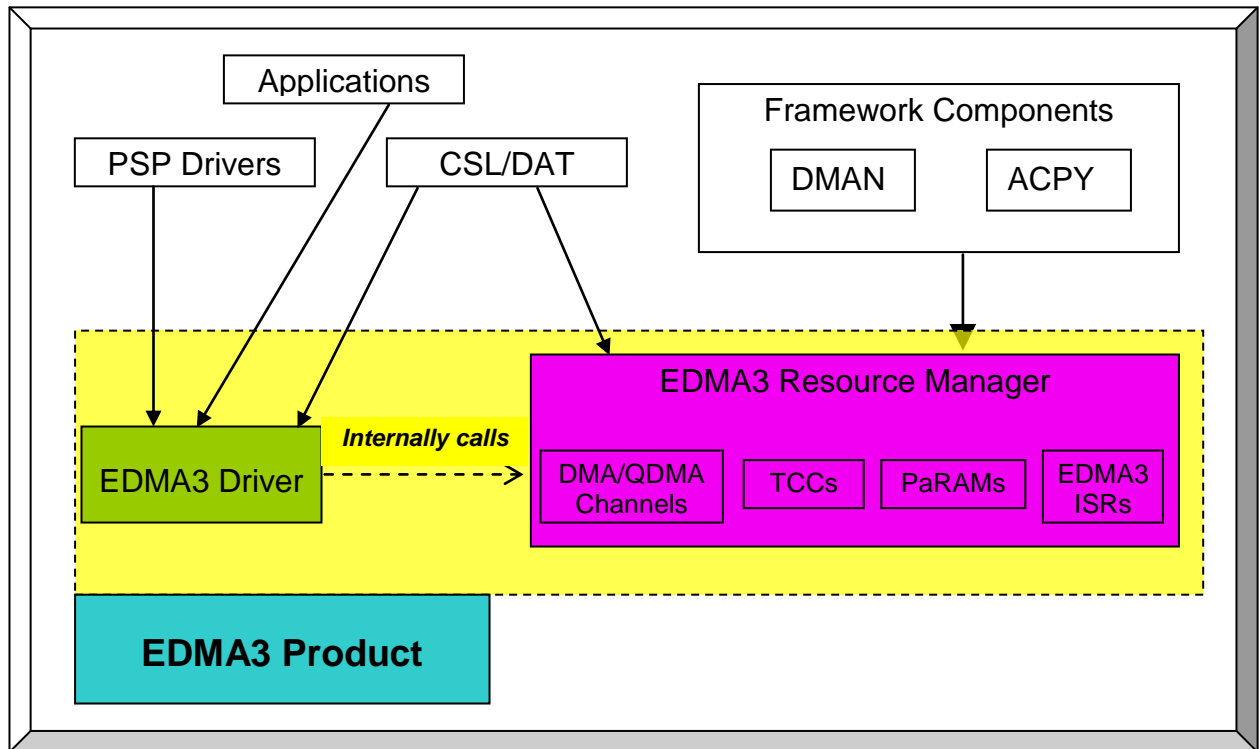 Applications
Framework Components
PSP Drivers
CSL/DAT
DMAN
ACPY
EDMA3 Resource Manager
Internally calls
EDMA3 Driver
DMA/QDMA
Channels
TCCs
PaRAMs
EDMA3
ISRs
EDMA3 Product